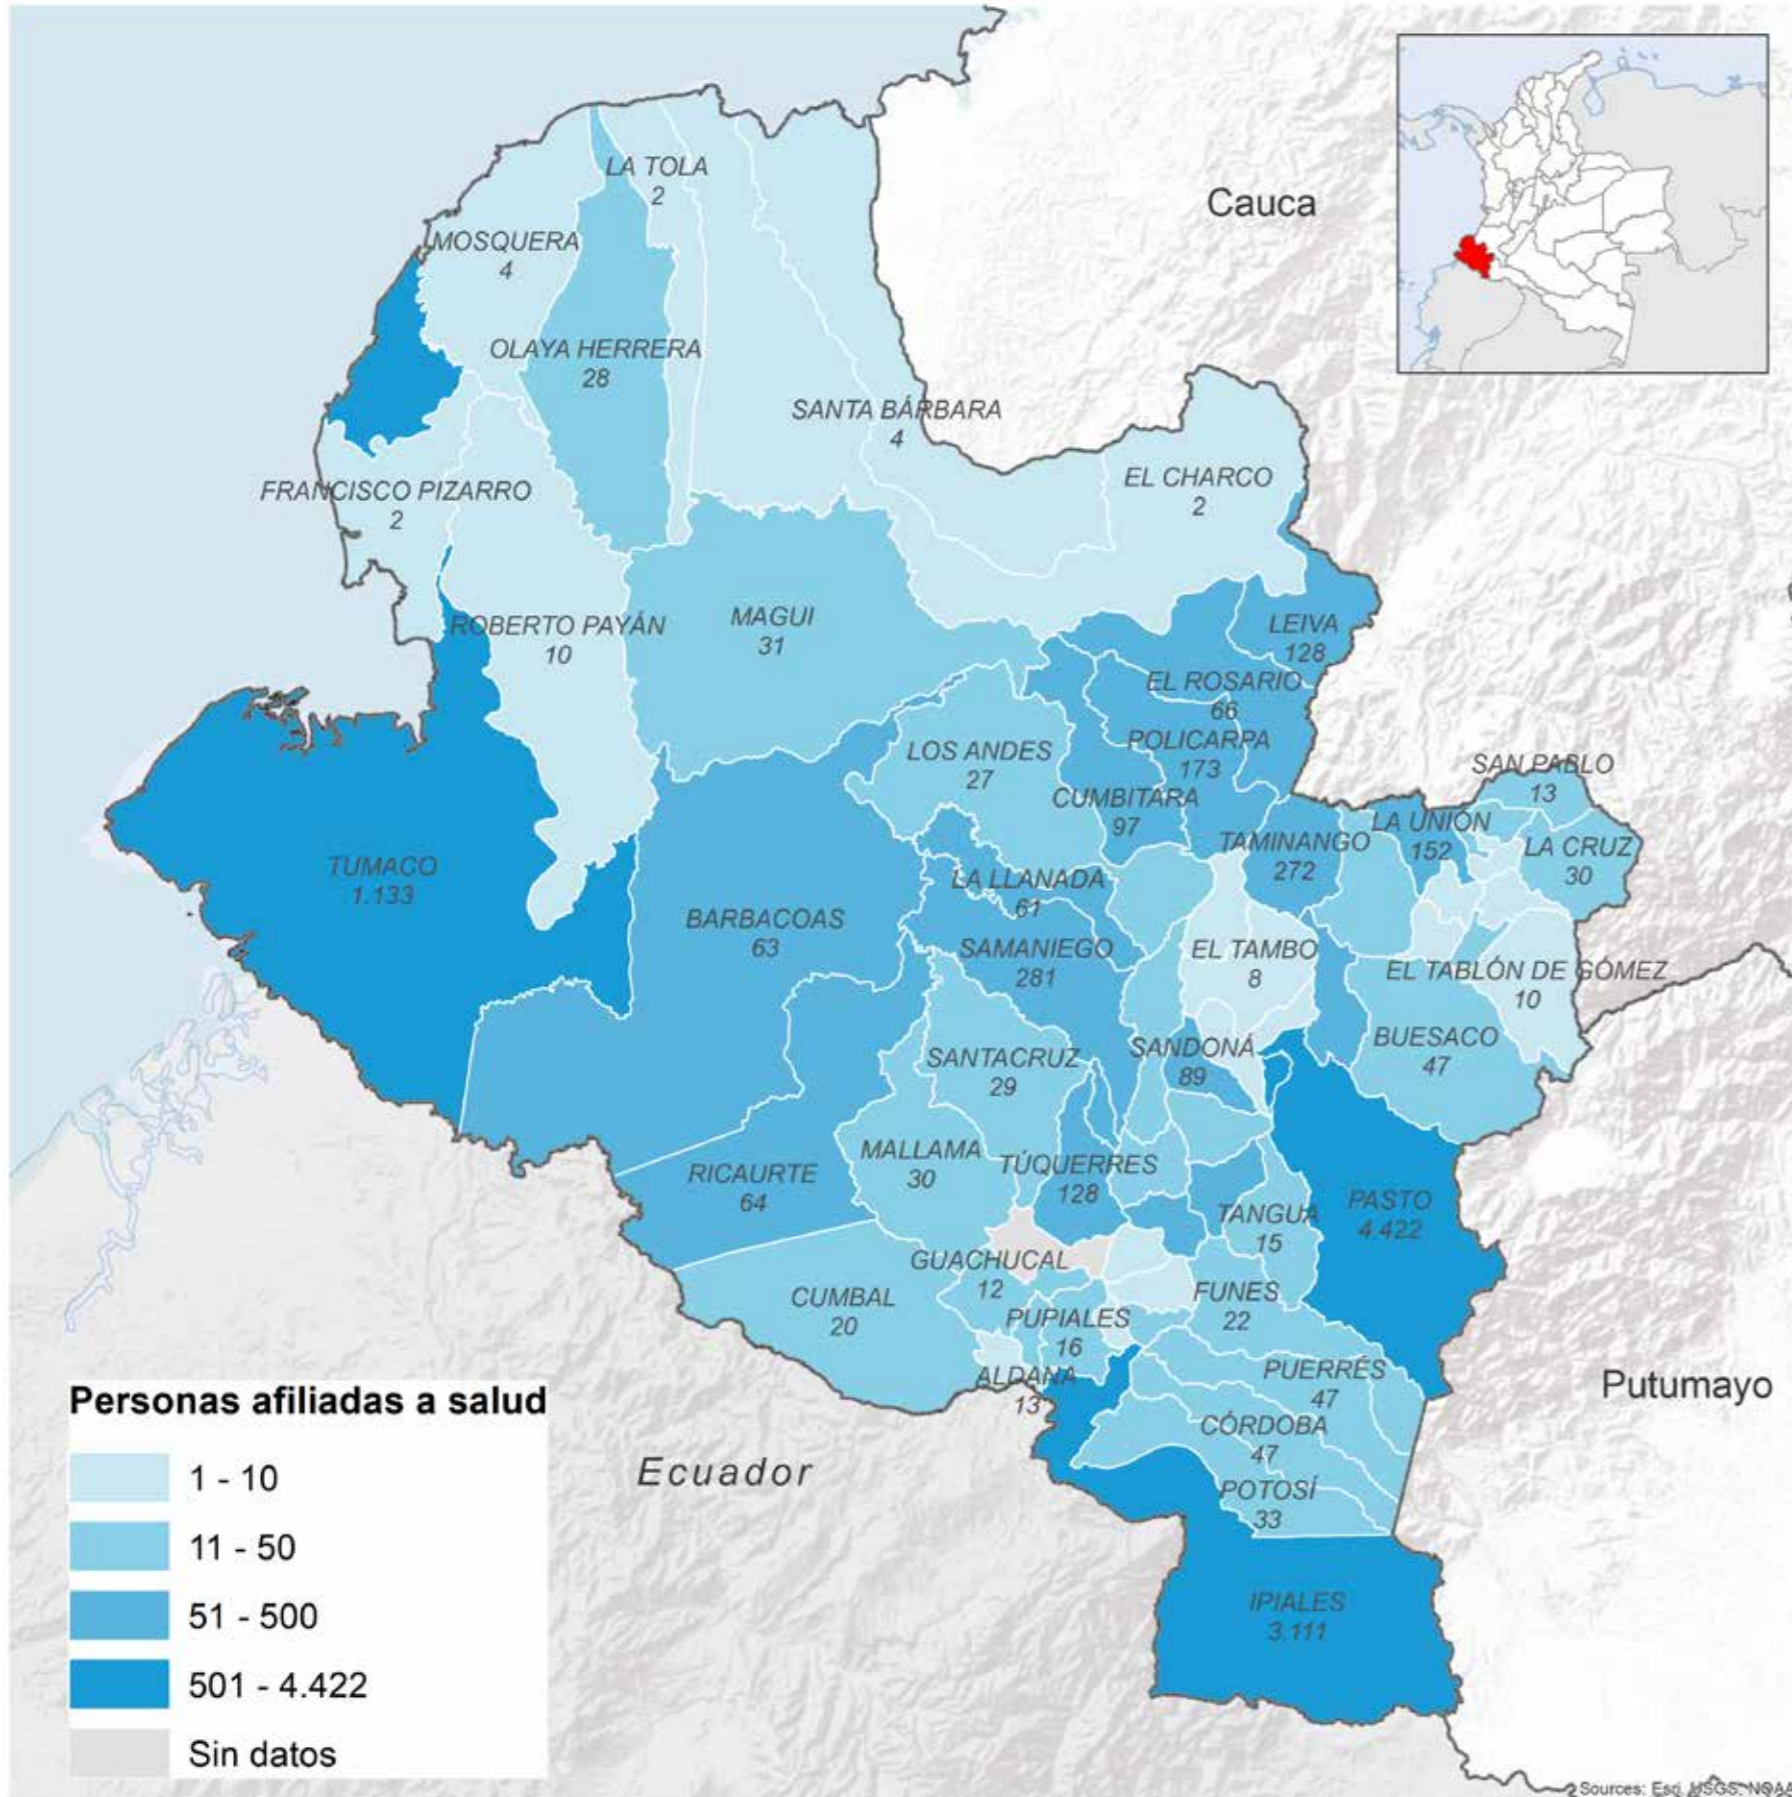 Cauca
LA TOLA
2
MOSQUERA
4
OLAYA HERRERA
28
SANTA BÁRBARA
4
EL CHARCO
2
FRANCISCO PIZARRO
2
ROBERTO PAYÁN
10
MAGUI
31
LEIVA
128
EL ROSARIO
66
POLICARPA
173
LOS ANDES
27
CUMBITARA
97
SAN PABLO
13
LA UNIÓN
152
TAMINANGO
272
LA CRUZ
30
TUMACO
1.133
LA LLANADA
61
BARBACOAS
63
SAMANIEGO
281
EL TAMBO
8
EL TABLÓN DE GÓMEZ
10
BUESACO
47
SANTACRUZ
29
SANDONÁ
89
MALLAMA
30
TÚQUERRES
128
RICAURTE
64
TANGUA
15
PASTO
4.422
GUACHUCAL
12
CUMBAL
20
FUNES
22
PUPIALES
16
ALDANA
13
PUERRÉS
47
CÓRDOBA
47
POTOSÍ
33
IPIALES
3.111
Putumayo
Ecuador
Personas afiliadas a salud
1 - 10
11 - 50
51 - 500
501 - 4.422
Sin datos
Sources: Esri, USGS, NOAA